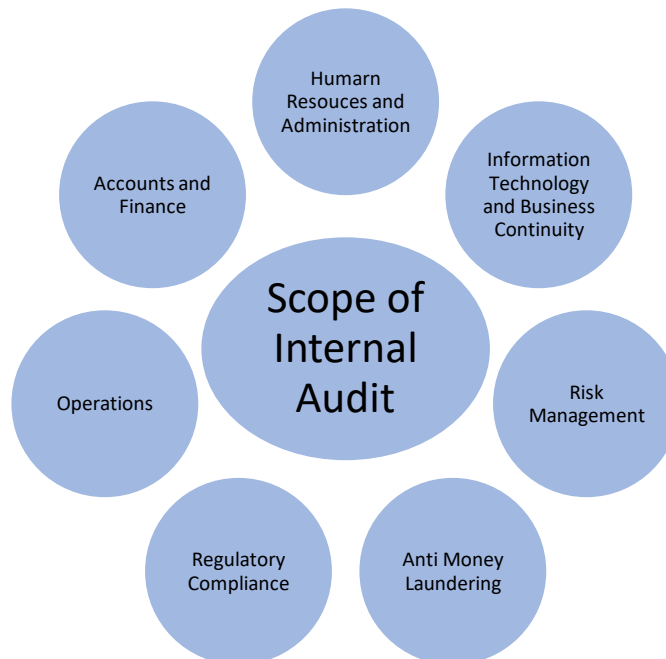 Humarn
Resouces and
Administration
Information
Technology
and Business
Continuity
Risk
Management
Anti Money
Laundering
Regulatory
Compliance
Operations
Accounts and
Finance
Scope of
Internal
Audit